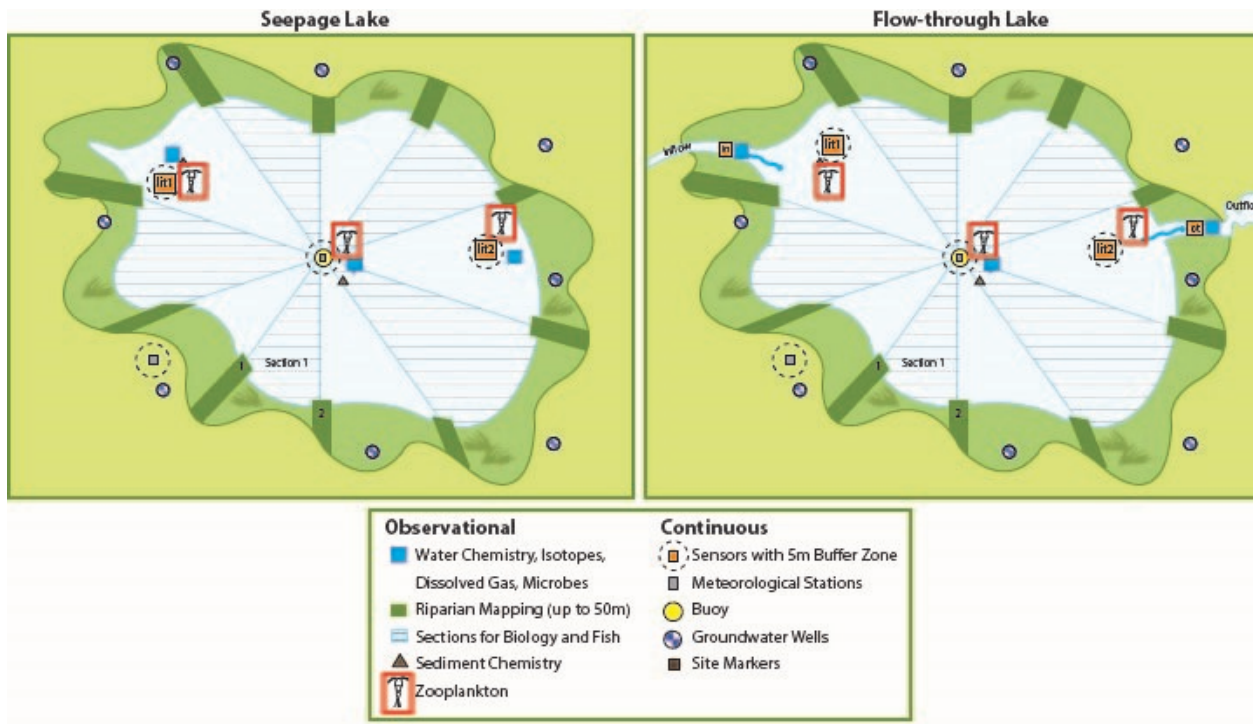 Seepage Lake
Flow-through Lake
lit1
lit2
1
Section 1
2
Inflow
in
lit1
lit2
ot
Outflo
1
Section 1
2
Observational
Water Chemistry, Isotopes,
Dissolved Gas, Microbes
Riparian Mapping (up to 50m)
Sections for Biology and Fish
Sediment Chemistry
Zooplankton
Continuous
Sensors with 5m Buffer Zone
Meteorological Stations
Buoy
Groundwater Wells
Site Markers